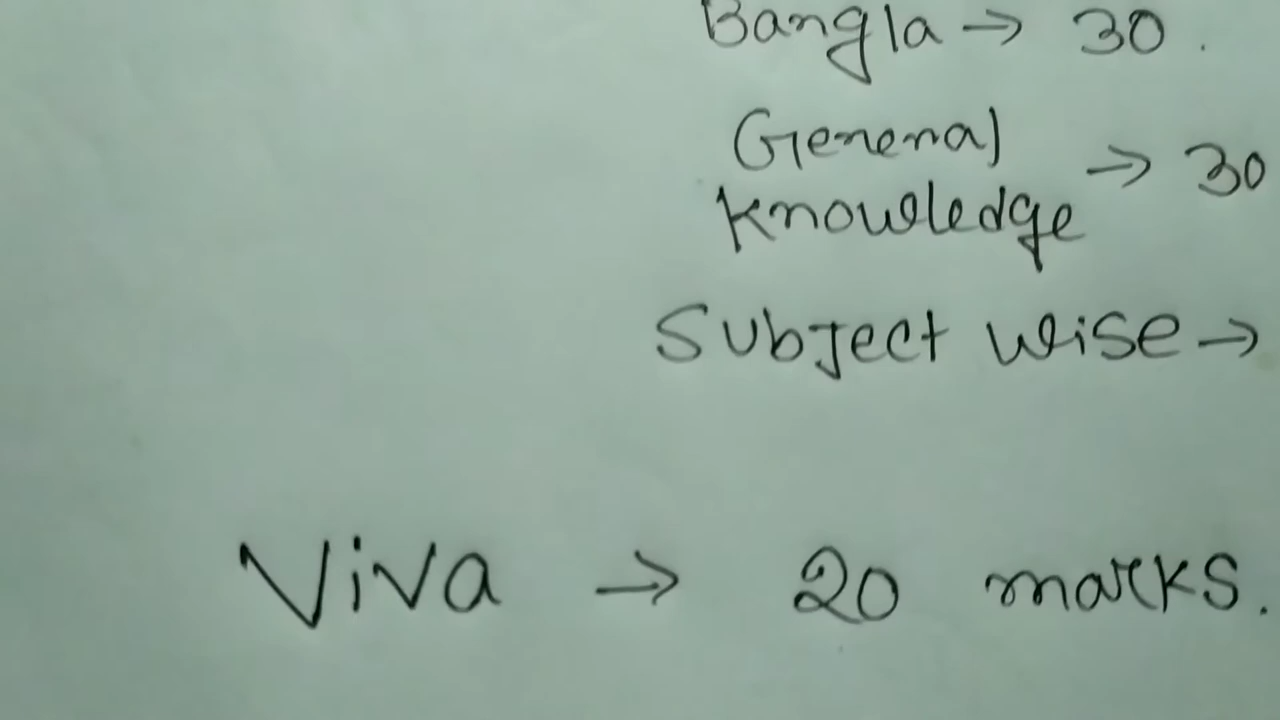 Bangla → 30.
General
Knowledge → 30
Subject wise →
Viva → 20 marks.